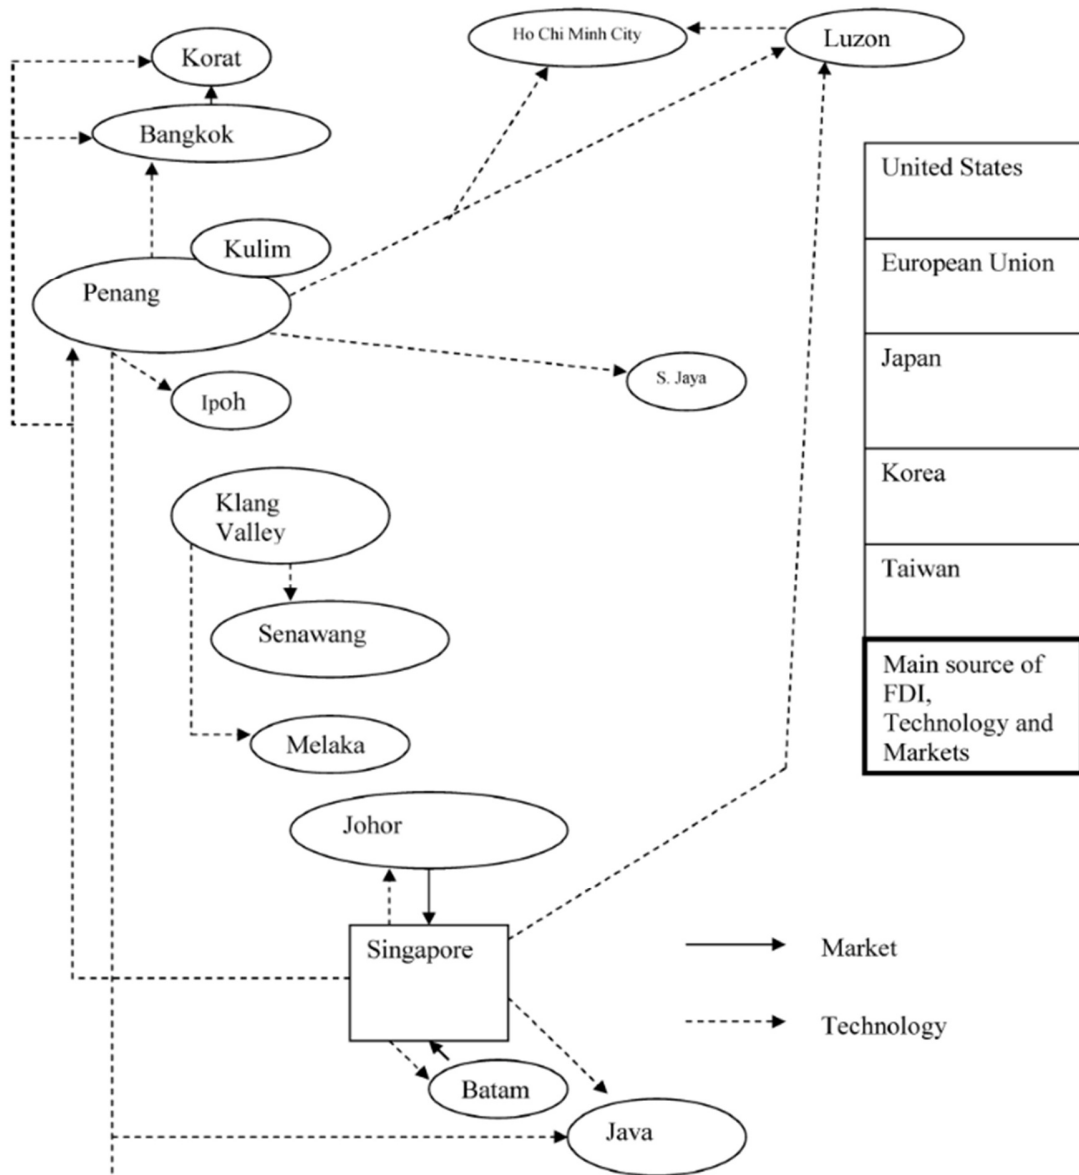 Ho Chi Minh City
Luzon
Korat
Bangkok
United States
Kulim
European Union
Penang
Japan
S. Jaya
Ipoh
Korea
Klang
Valley
Taiwan
Senawang
Main source of
FDI,
Technology and
Markets
Melaka
Johor
Singapore
Market
Technology
Batam
Java